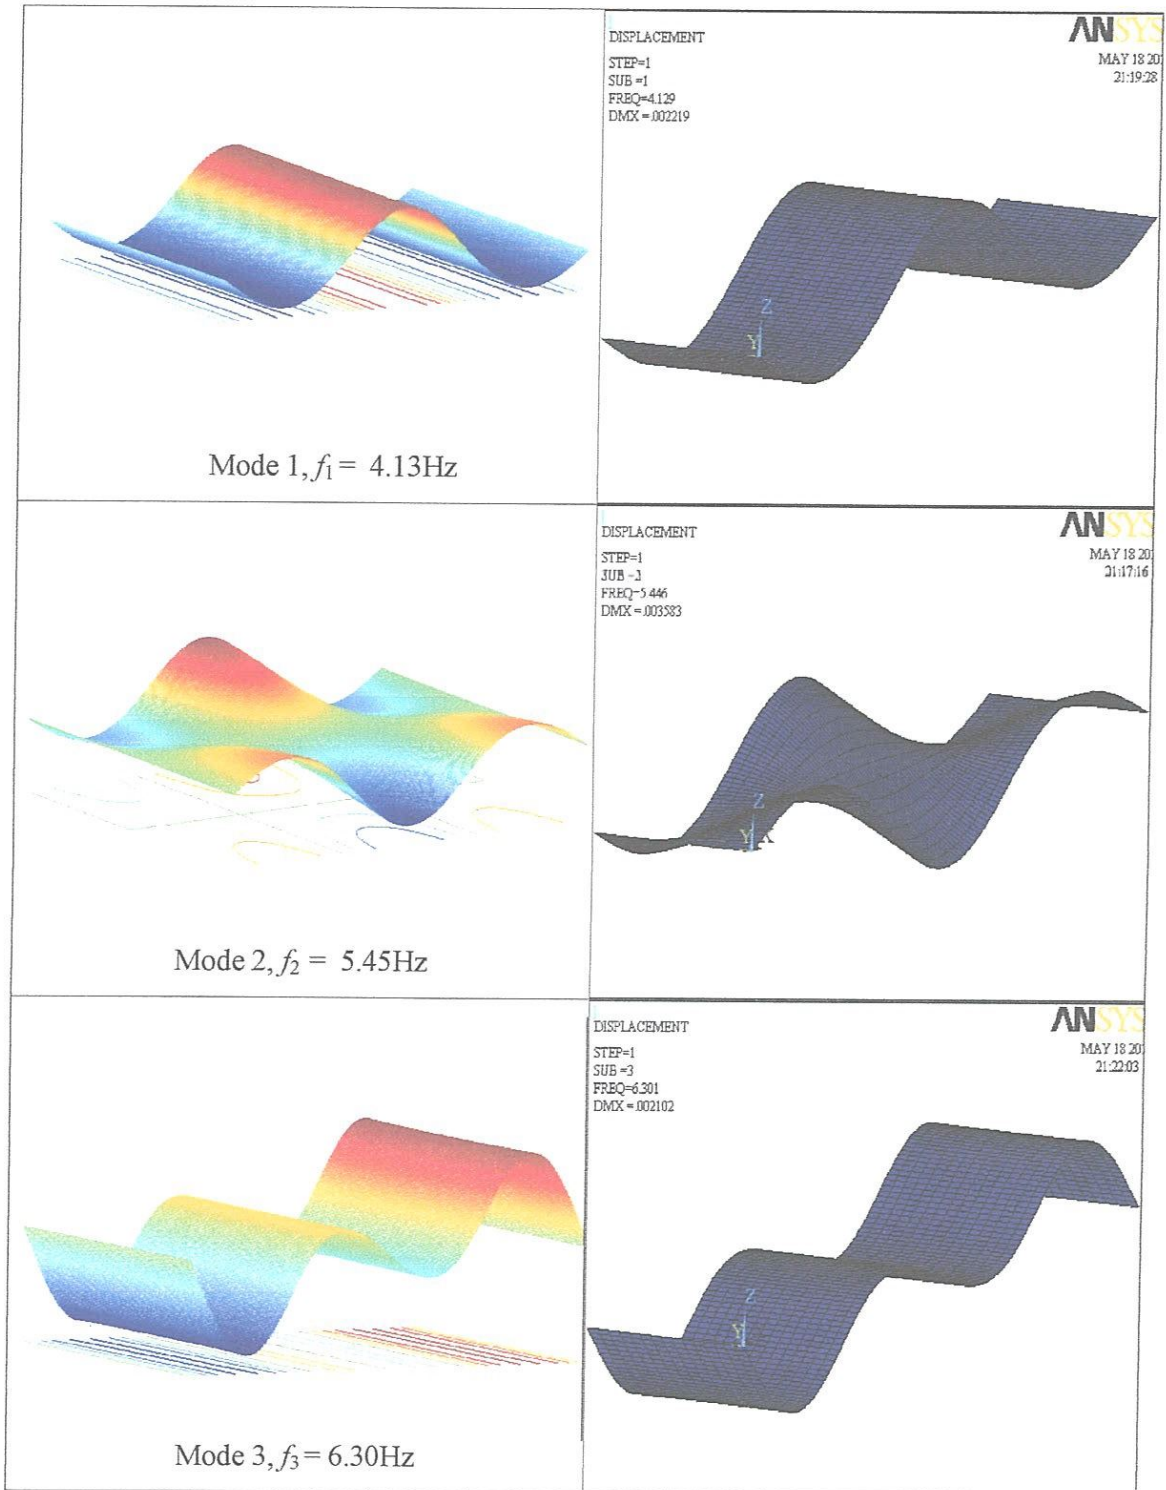 DISPLACEMENT
STEP=1
SUB =1
FREQ=4.129
DMX =.002219
ANSYS
MAY 18 20
21:19:28
Z
Y
Mode 1, f1 = 4.13Hz
DISPLACEMENT
STEP=1
FREQ=5.446
DMX =.003583
ANSYS
MAY 18 20
21:17:16
Z
Y
X
Mode 2, f2 = 5.45Hz
DISPLACEMENT
STEP=1
SUB =3
FREQ=6.301
DMX =.002102
ANSYS
MAY 18 20
21:22:03
Z
Y
Mode 3, f3 = 6.30Hz